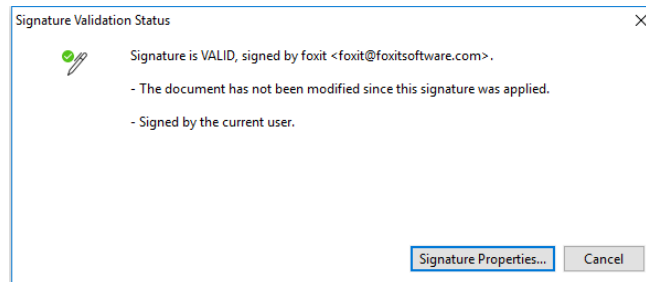 Signature Validation Status
Signature is VALID, signed by foxit <foxit@foxitsoftware.com>.
- The document has not been modified since this signature was applied.
- Signed by the current user.
Signature Properties... Cancel